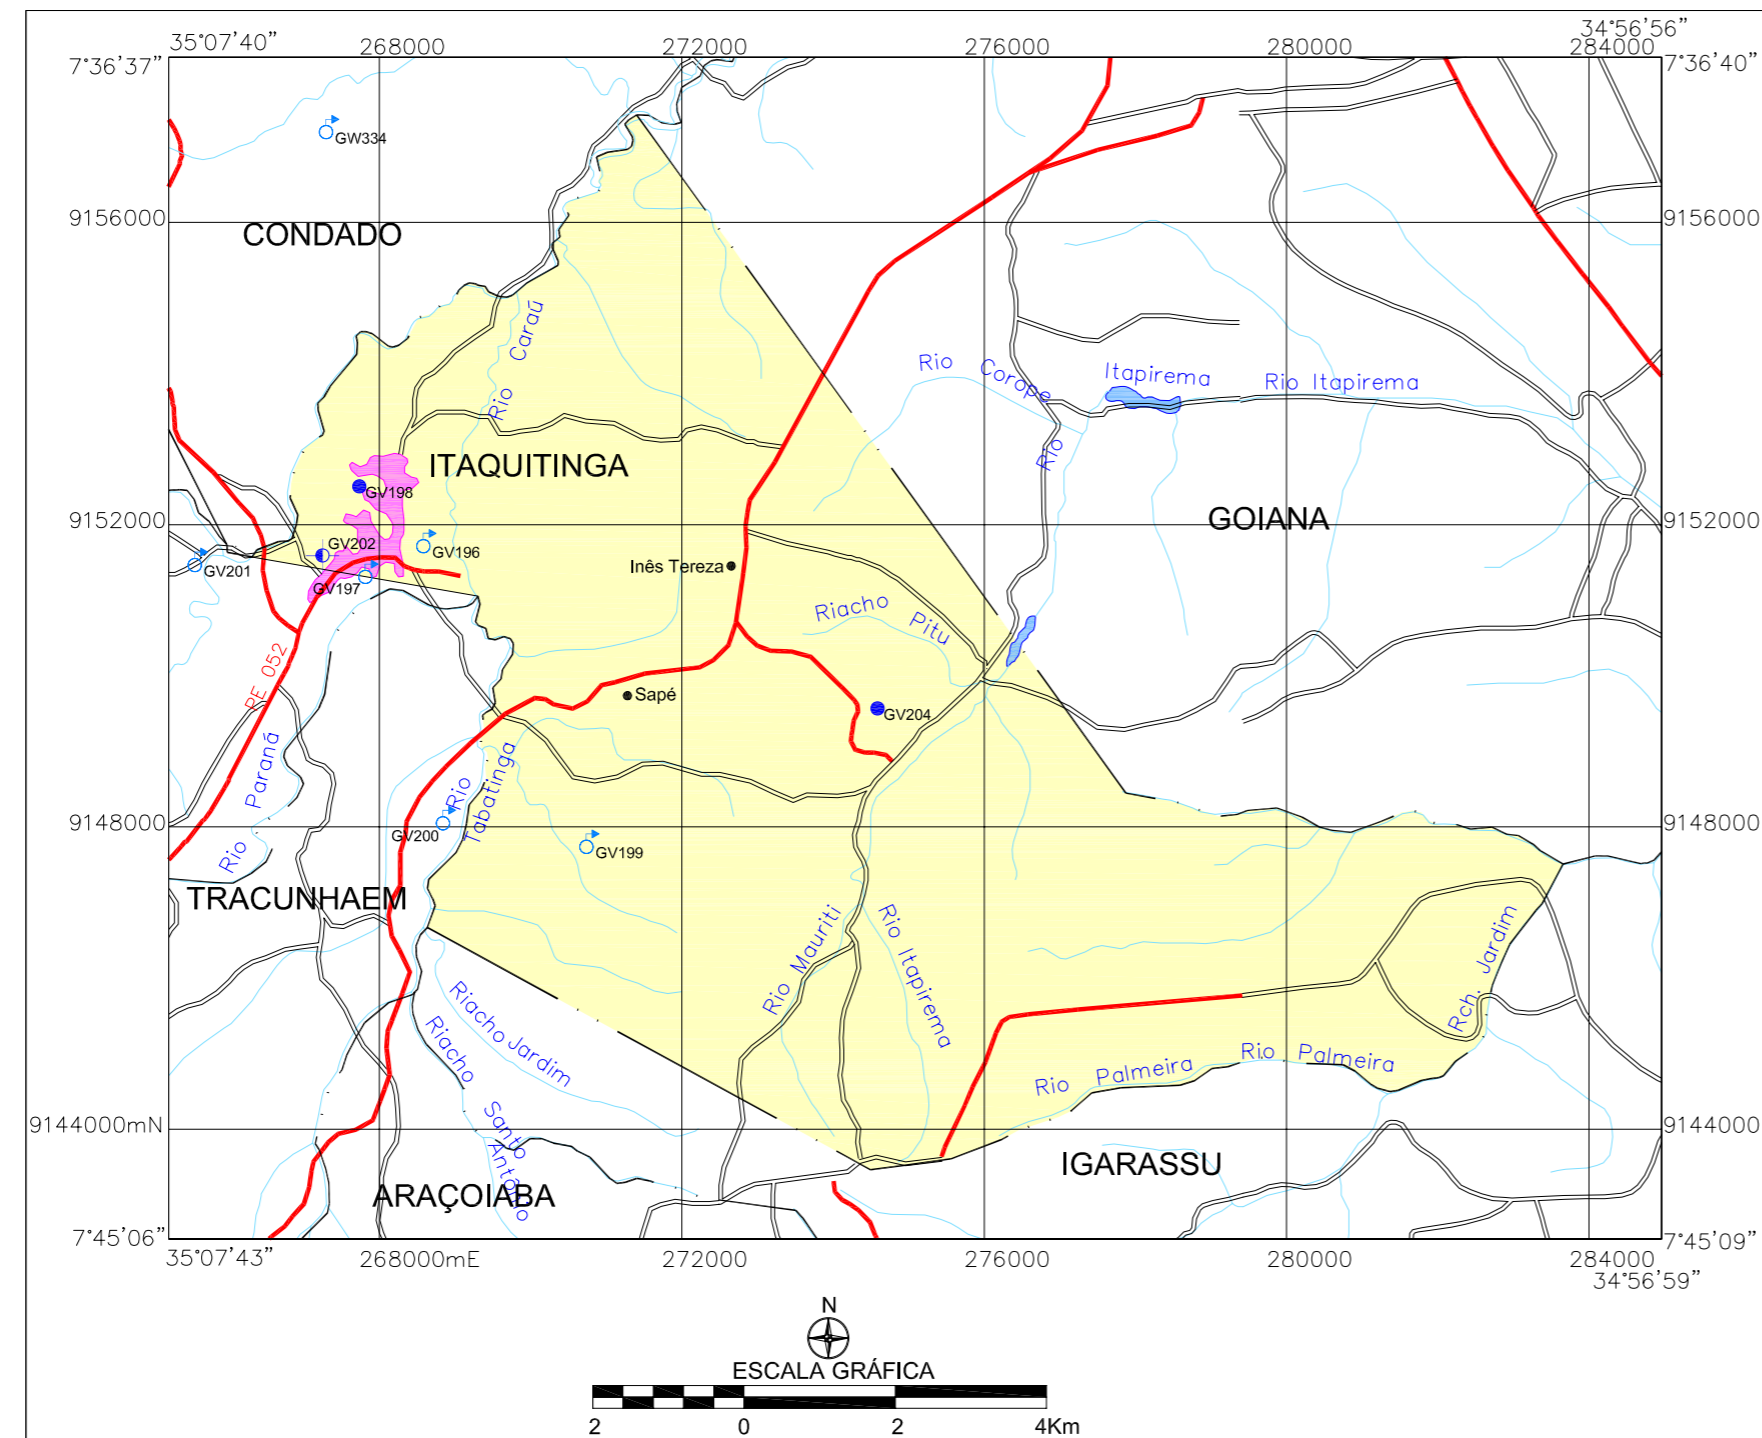 35°07'40"
34°56'56"
268000
272000
276000
280000
284000
7°36'37"
7°36'40"
GW334
9156000
9156000
CONDADO
Rio Caraú
Rio Corope
Itapirema
Rio Itapirema
Rio
ITAQUITINGA
GV198
9152000
9152000
GOIANA
GV202
GV196
GV201
GV197
Inês Tereza
Riacho Pitu
PE 052
Sapé
GV204
Rio Paraná
Rio Tabatinga
9148000
9148000
GV200
GV199
TRACUNHAEM
Rio Mauriti
Rio Itapirema
Rch. Jardim
Riacho Jardim
Riacho Santo Antônio
Rio Palmeira
Rio Palmeira
9144000mN
9144000
IGARASSU
ARAÇOIABA
7°45'06"
7°45'09"
35°07'43"
268000mE
272000
276000
280000
284000
34°56'59"
N
ESCALA GRÁFICA
2 0 2 4Km